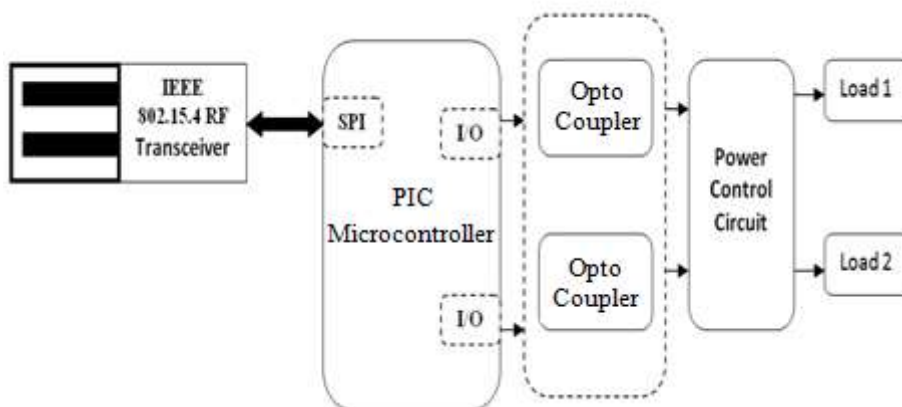 IEEE
802.15.4 RF
Transceiver
SPI
I/O
PIC
Microcontroller
I/O
Opto
Coupler
Opto
Coupler
Power
Control
Circuit
Load 1
Load 2